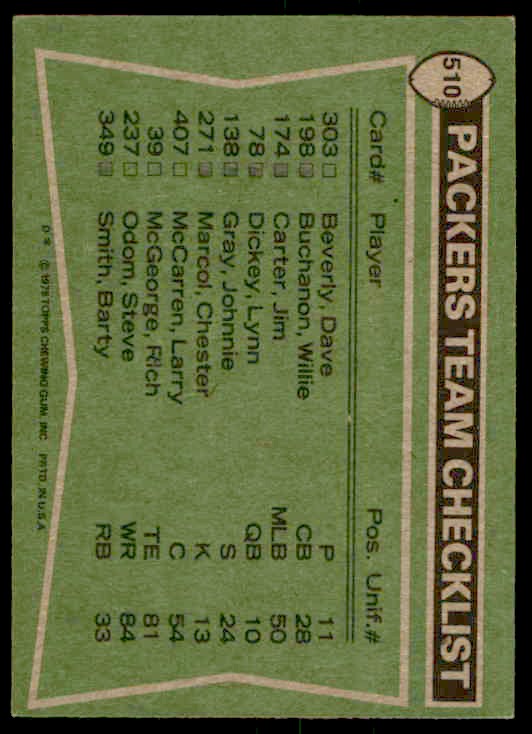 510 PACKERS TEAM CHECKLIST
Card# Player Pos. Unif.#
303 Beverly, Dave P 11
198 Buchanon, Willie CB 28
174 Carter, Jim MLB 50
78 Dickey, Lynn QB 10
138 Gray, Johnnie S 24
271 Marcol, Chester K 13
407 McCarren, Larry C 54
39 McGeorge, Rich TE 81
237 Odom, Steve WR 84
349 Smith, Barty RB 33
© 1978 TOPPS CHEWING GUM, INC. PRTD. IN U.S.A.